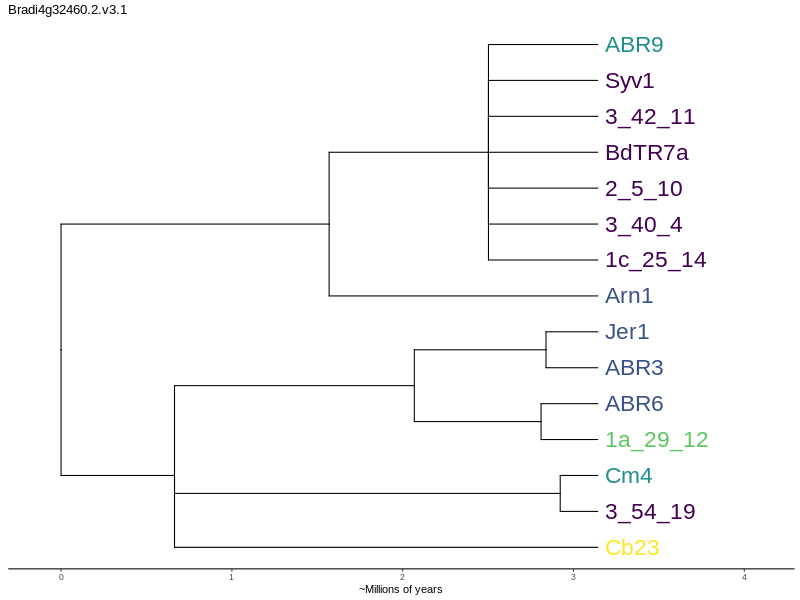 Bradi4g32460.2.v3.1
ABR9
Syv1
3_42_11
BdTR7a
2_5_10
3_40_4
1c_25_14
Arn1
Jer1
ABR3
ABR6
1a_29_12
Cm4
3_54_19
Cb23
0 1 2 3 4
~Millions of years